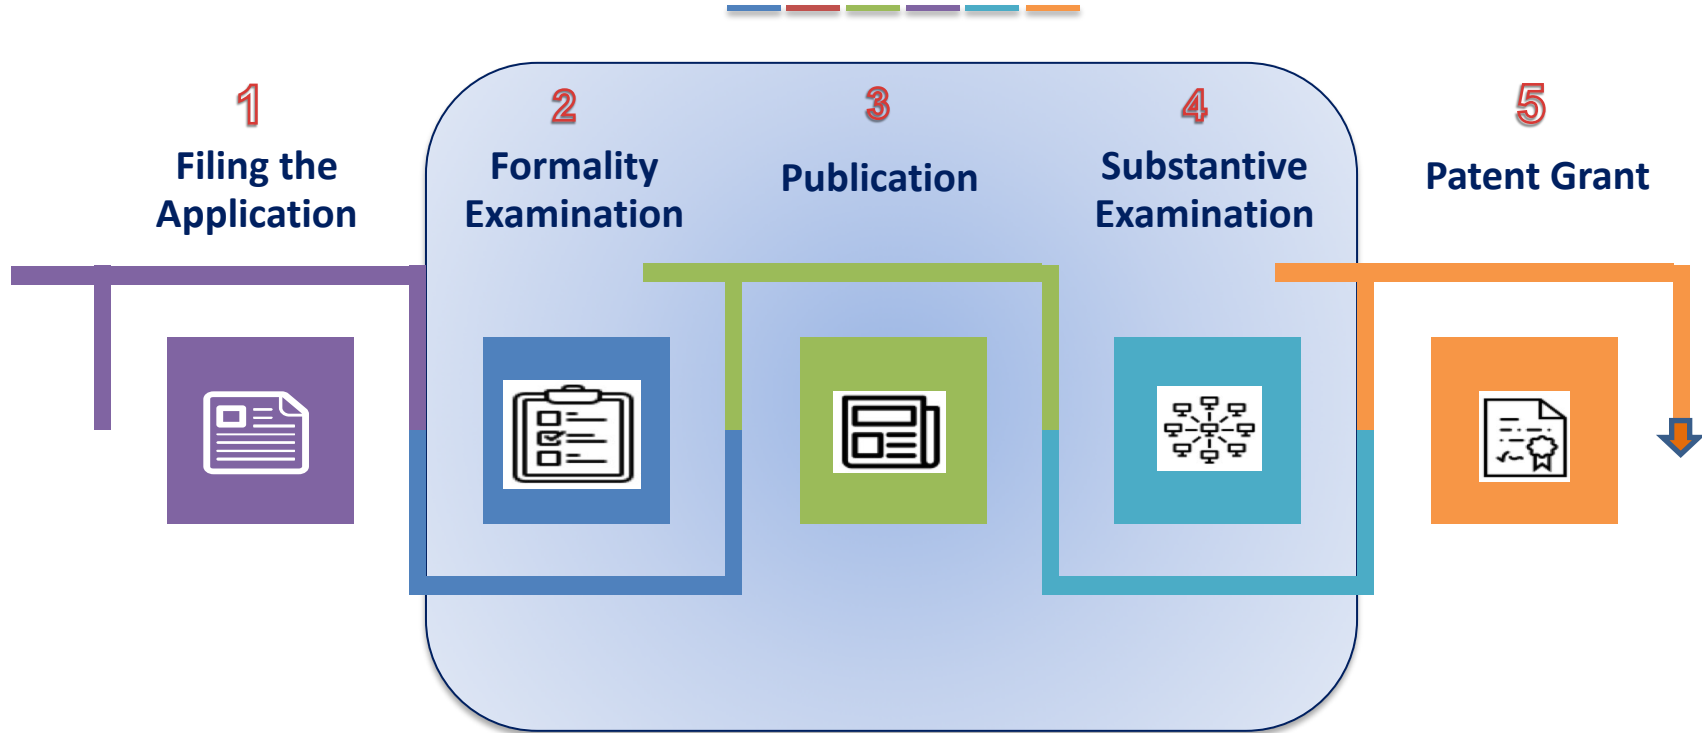 1
Filing the
Application
2
Formality
Examination
3
Publication
4
Substantive
Examination
5
Patent Grant